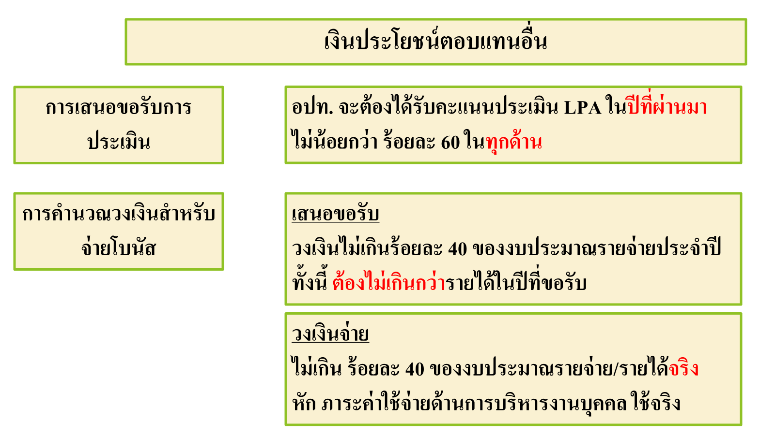 เงินประโยชน์ตอบแทนอื่น
การเสนอขอรับการ
ประเมิน
อปท. จะต้องได้รับคะแนนประเมิน LPA ในปีที่ผ่านมา
ไม่น้อยกว่า ร้อยละ 60 ในทุกด้าน
การคำนวณวงเงินสำหรับ
จ่ายโบนัส
เสนอขอรับ
วงเงินไม่เกินร้อยละ 40 ของงบประมาณรายจ่ายประจำปี
ทั้งนี้ ต้องไม่เกินกว่ารายได้ในปีที่ขอรับ
วงเงินจ่าย
ไม่เกิน ร้อยละ 40 ของงบประมาณรายจ่าย/รายได้จริง
หัก ภาระค่าใช้จ่ายด้านการบริหารงานบุคคล ใช้จริง